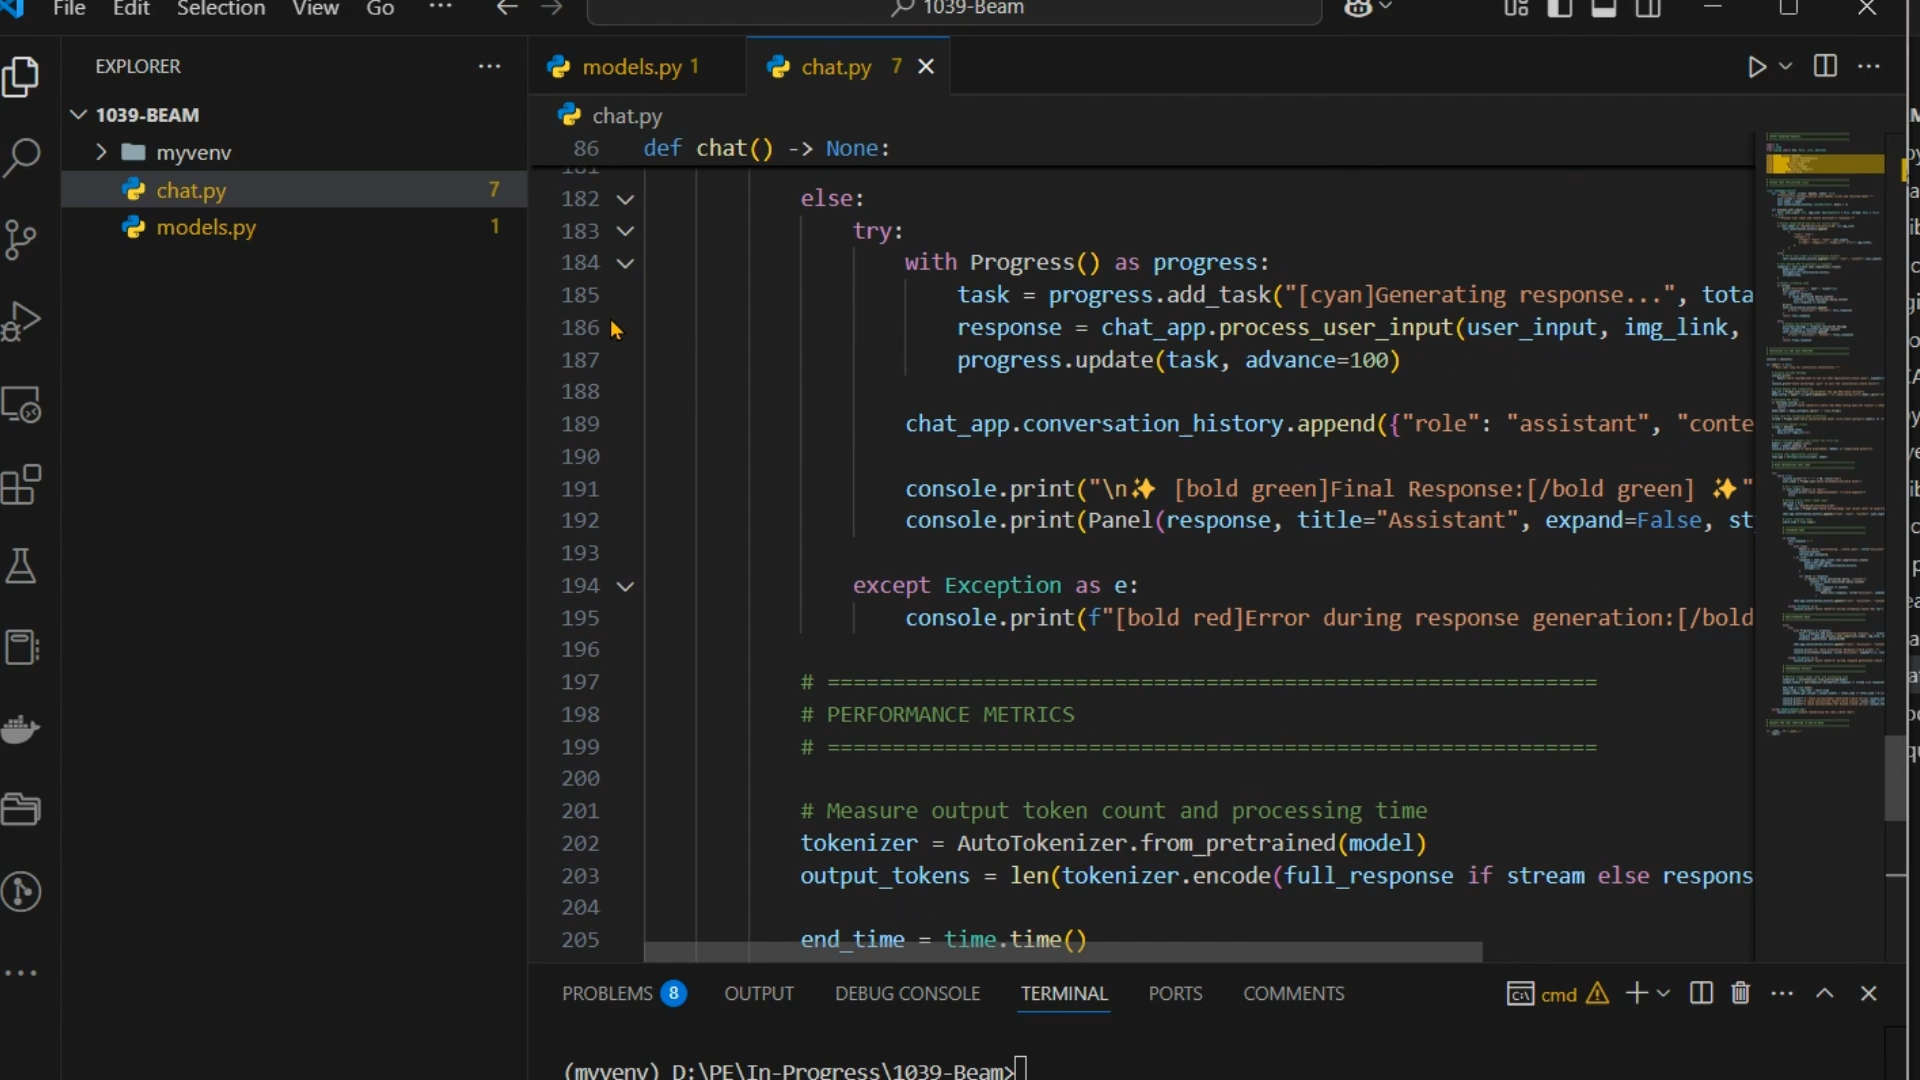 File Edit Selection View Go ··· 1039-Beam
EXPLORER ···
1039-BEAM
myvenv
chat.py 7
models.py 1
models.py 1
chat.py 7
chat.py
86 def chat() -> None:
181
182 else:
183 try:
184 with Progress() as progress:
185 task = progress.add_task("[cyan]Generating response...", tota
186 response = chat_app.process_user_input(user_input, img_link,
187 progress.update(task, advance=100)
188
189 chat_app.conversation_history.append({"role": "assistant", "conte
190
191 console.print("\n✨ [bold green]Final Response:[/bold green] ✨"
192 console.print(Panel(response, title="Assistant", expand=False, st
193
194 except Exception as e:
195 console.print(f"[bold red]Error during response generation:[/bold
196
197 # ===========================================================
198 # PERFORMANCE METRICS
199 # ===========================================================
200
201 # Measure output token count and processing time
202 tokenizer = AutoTokenizer.from_pretrained(model)
203 output_tokens = len(tokenizer.encode(full_response if stream else respons
204
205 end_time = time.time()
PROBLEMS 8 OUTPUT DEBUG CONSOLE TERMINAL PORTS COMMENTS cmd
(myvenv) D:\PE\In-Progress\1039-Beam>